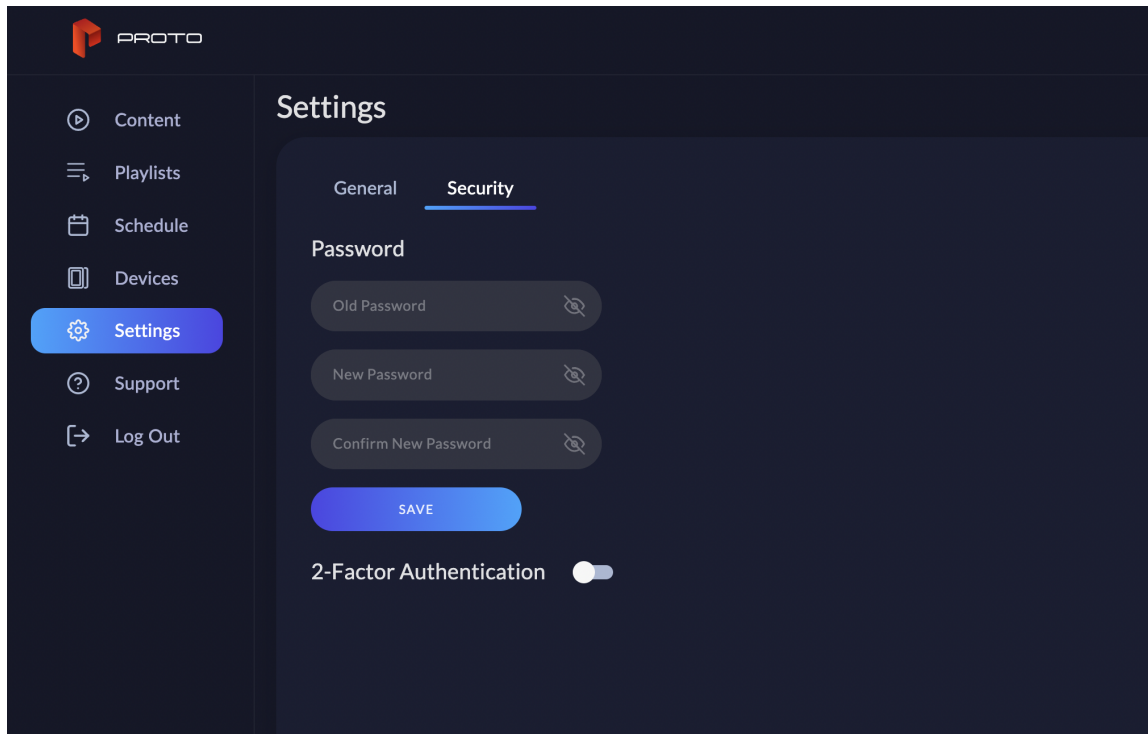 PROTO
Content
Playlists
Schedule
Devices
Settings
Support
Log Out
Settings
General Security
Password
Old Password
New Password
Confirm New Password
SAVE
2-Factor Authentication